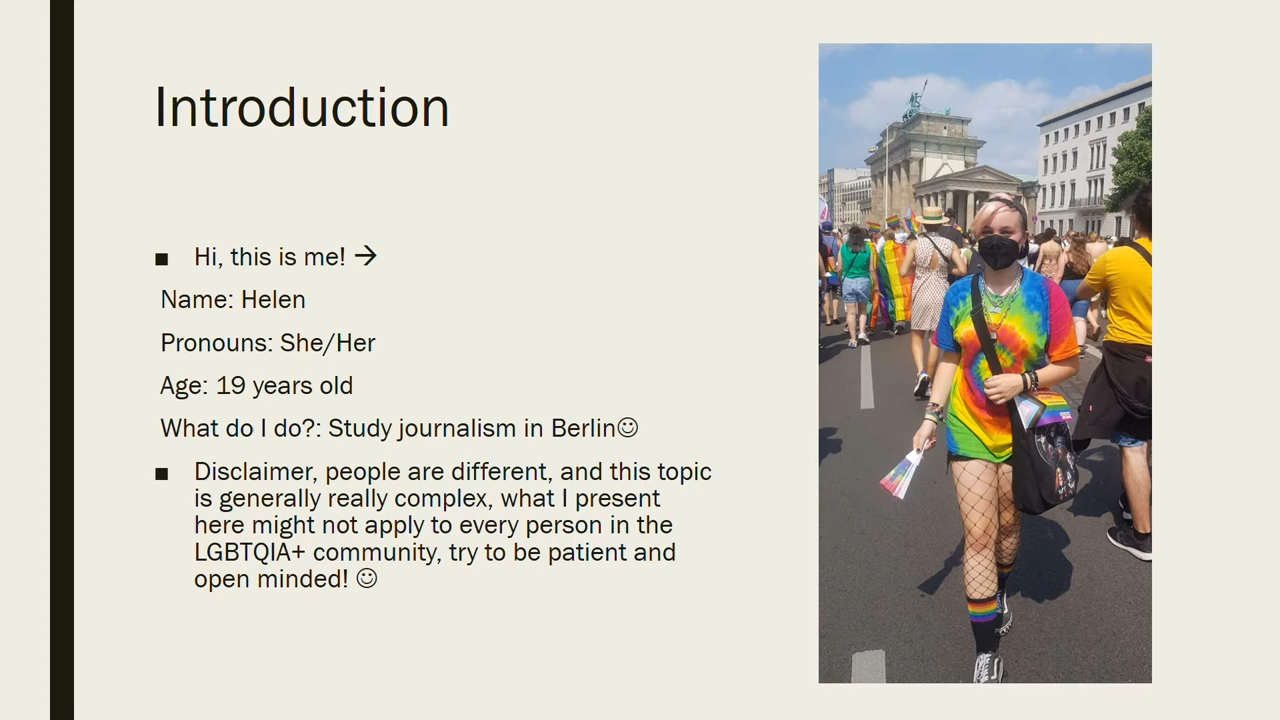 Introduction
■ Hi, this is me! →
Name: Helen
Pronouns: She/Her
Age: 19 years old
What do I do?: Study journalism in Berlin☺
■ Disclaimer, people are different, and this topic
is generally really complex, what I present
here might not apply to every person in the
LGBTQIA+ community, try to be patient and
open minded! ☺